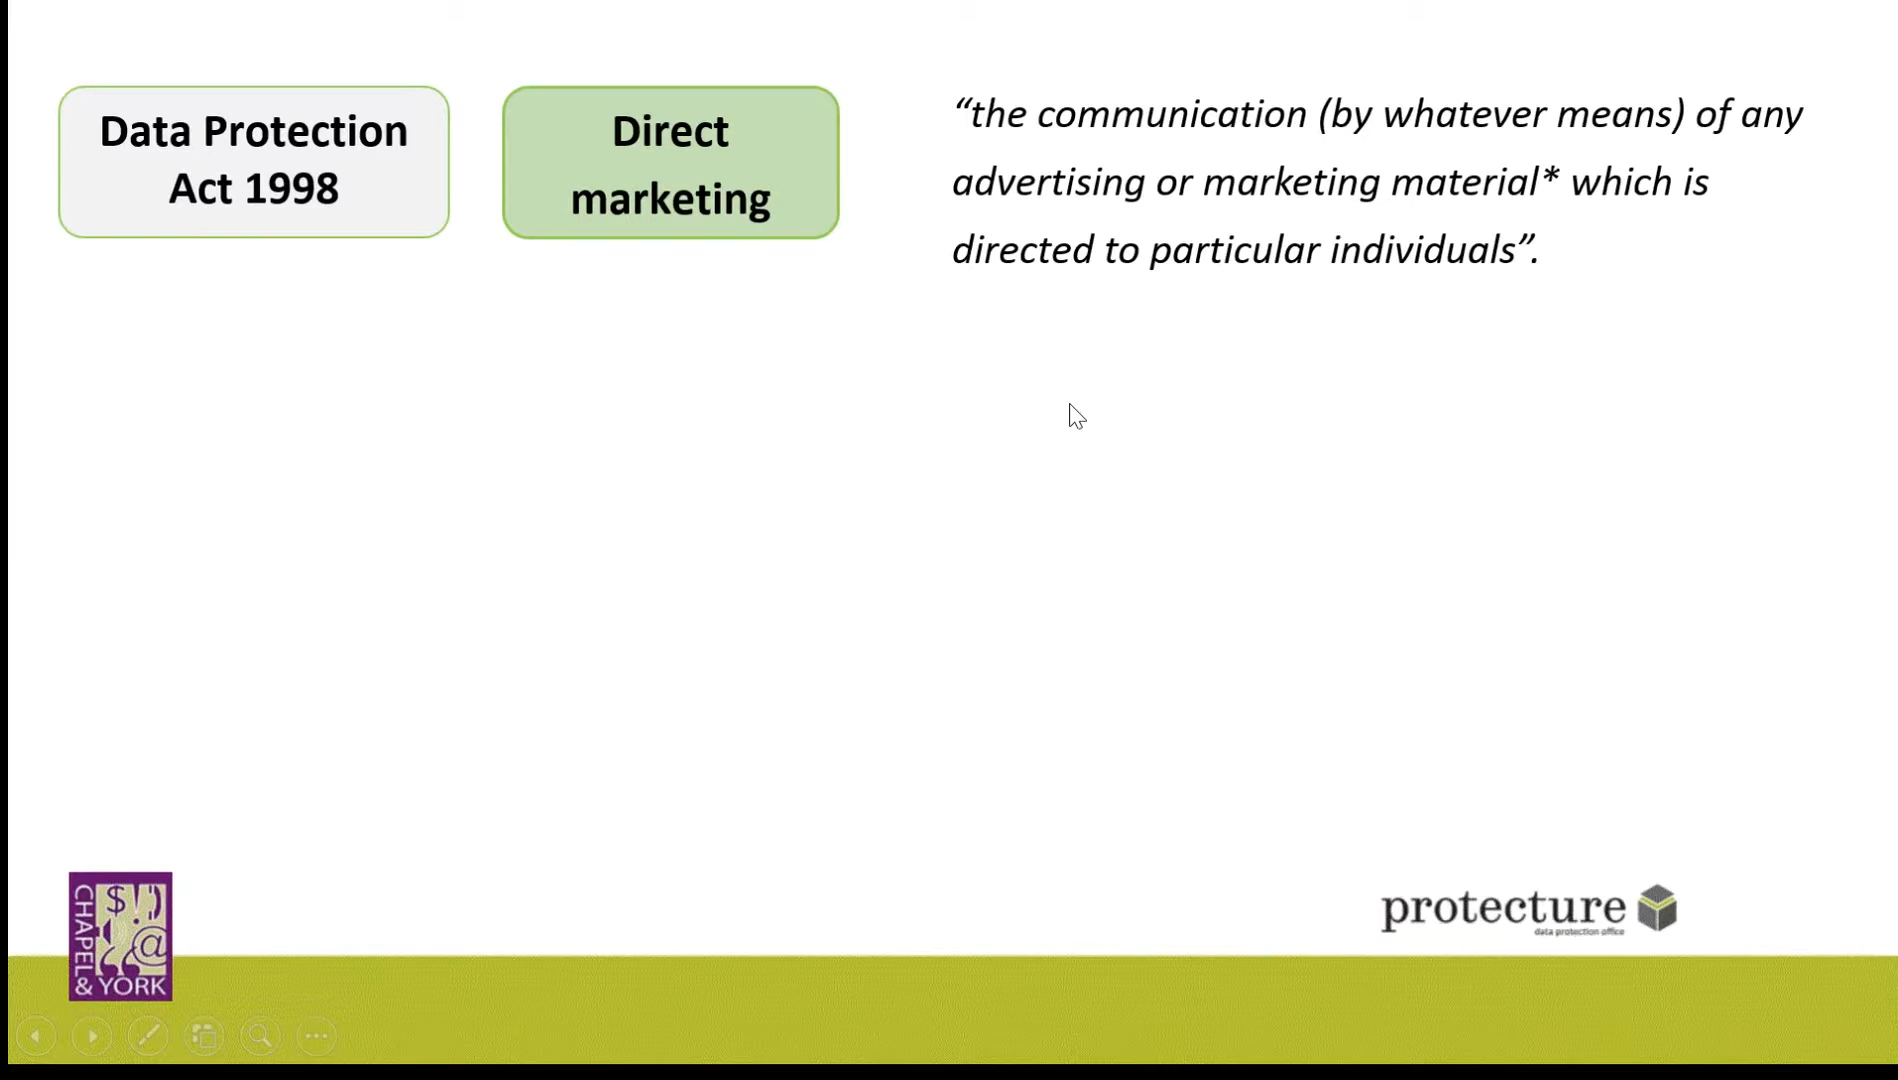 Data Protection
Act 1998
Direct
marketing
“the communication (by whatever means) of any
advertising or marketing material* which is
directed to particular individuals”.
CHAPEL
& YORK
protecture
data protection office